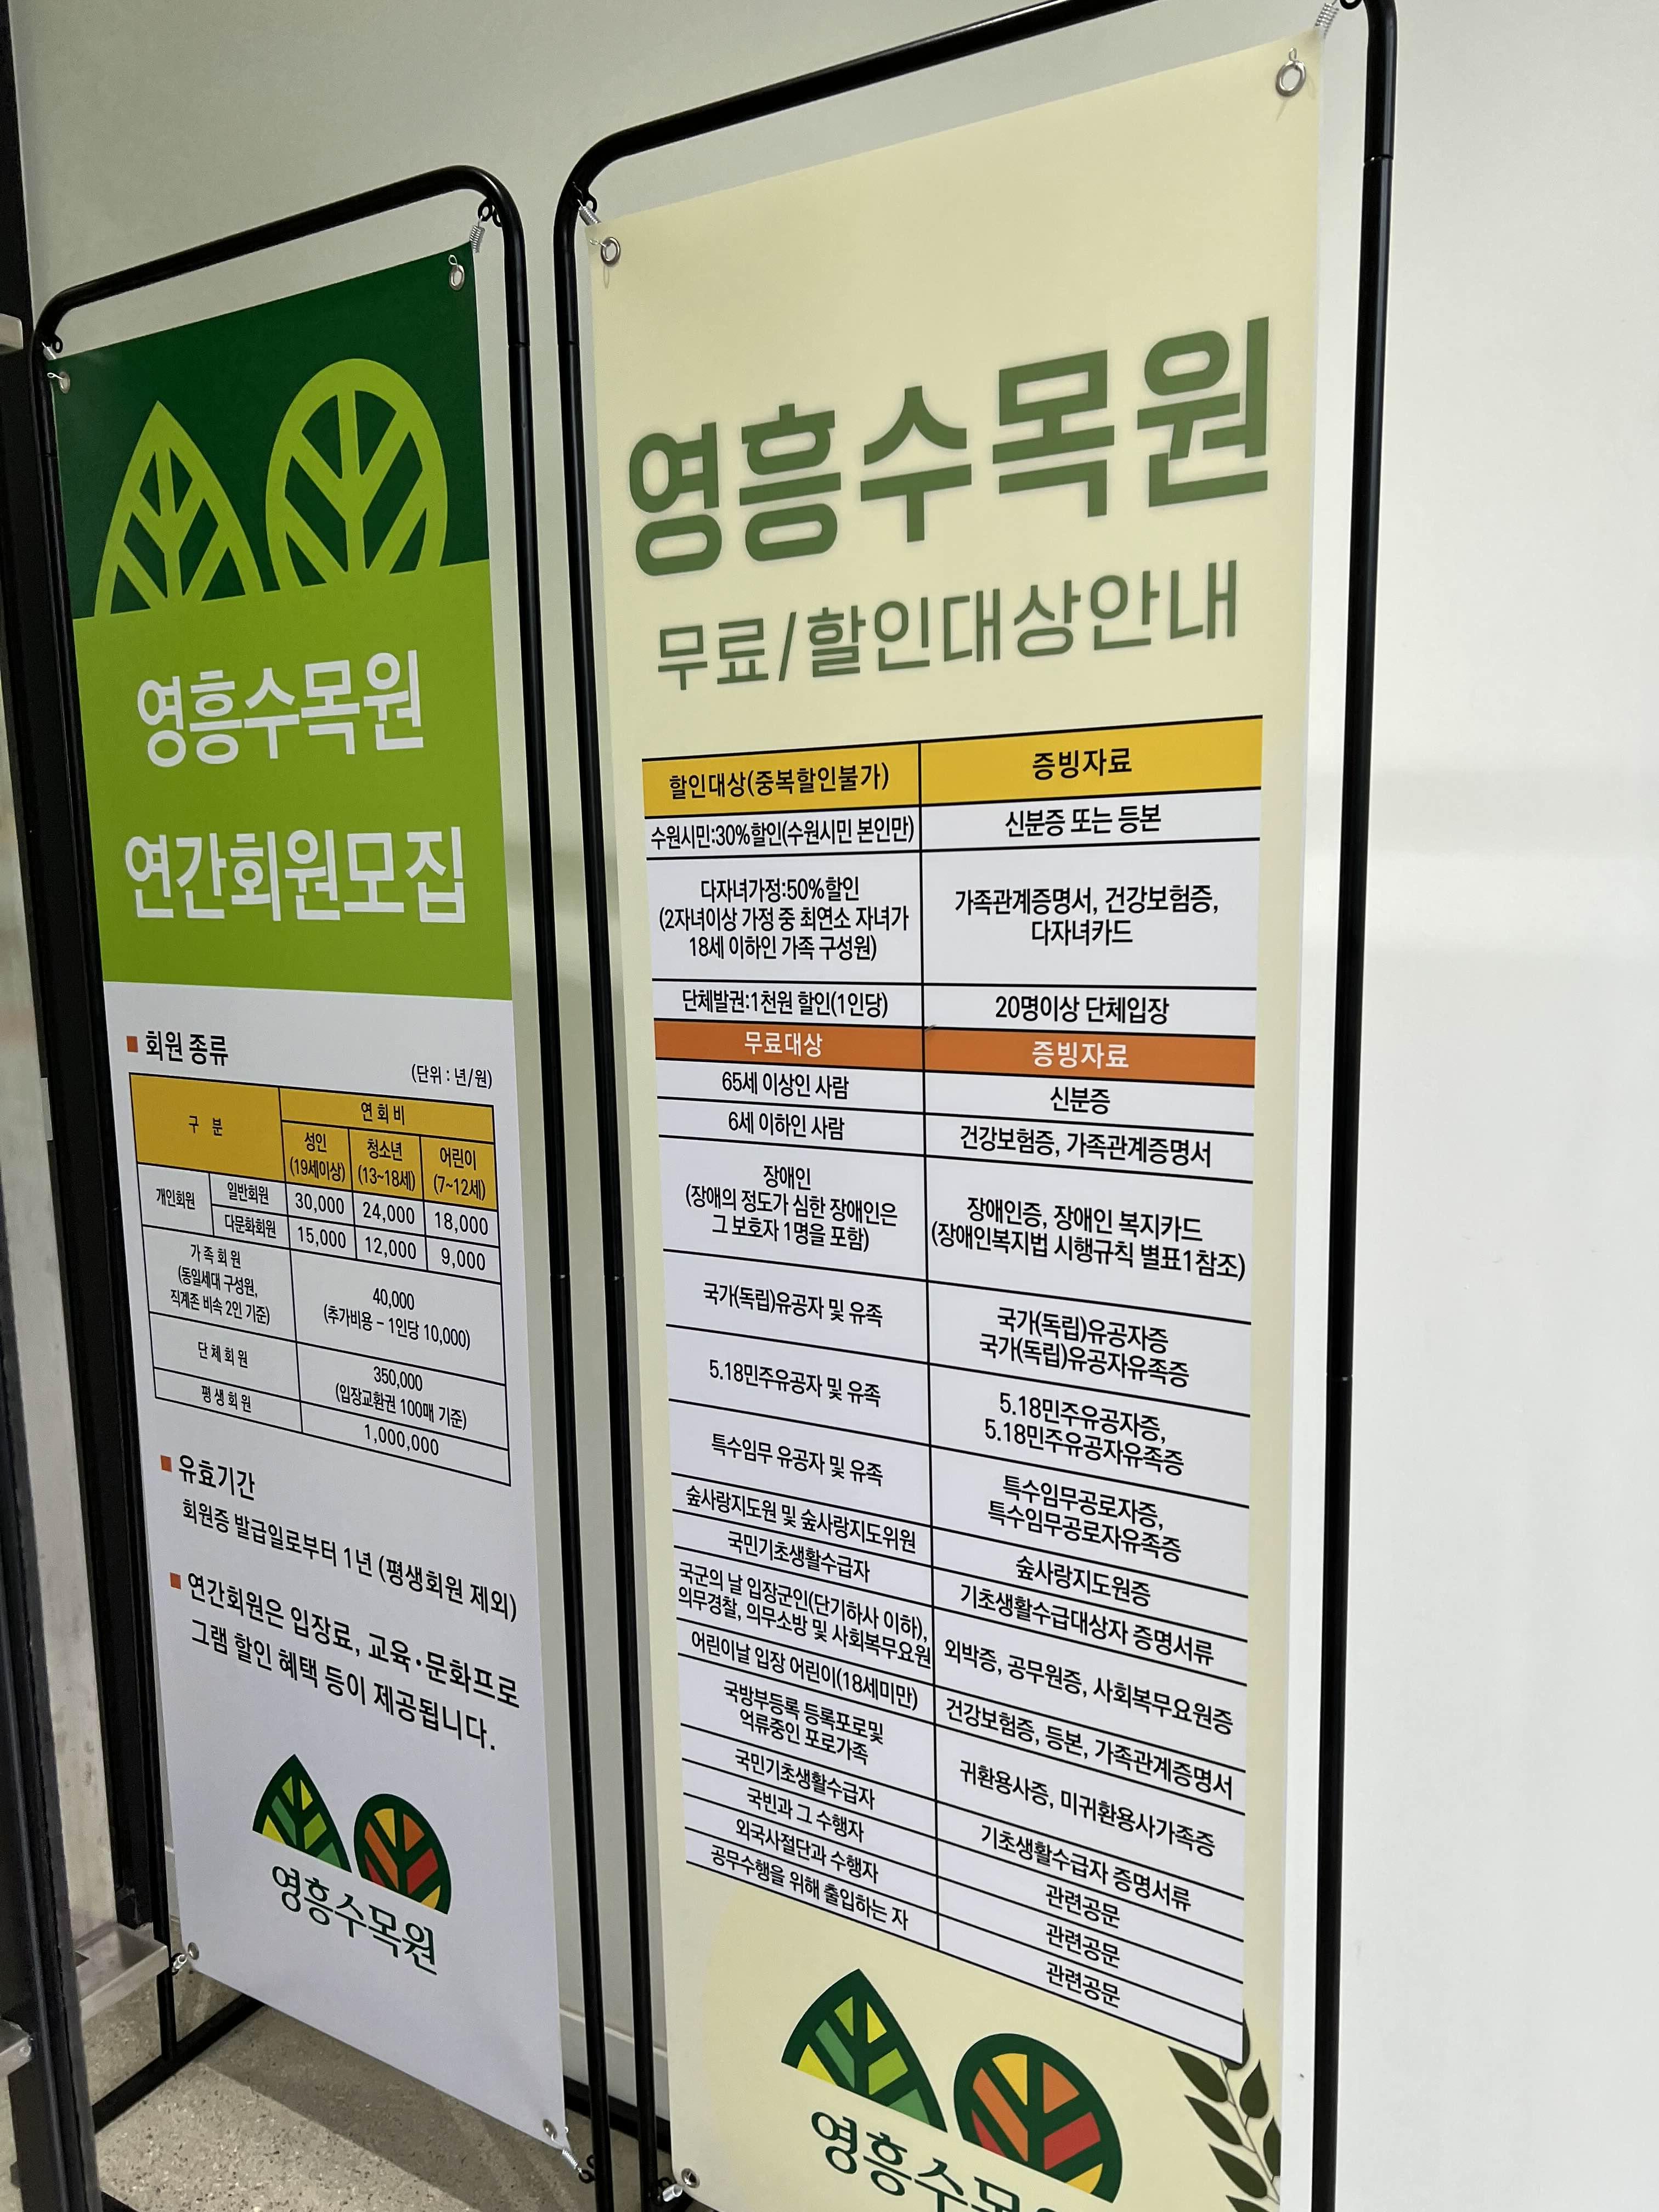 영흥수목원
연간회원모집
회원 종류
(단위 : 년/원)
구 분
연 회 비
성인
(19세이상)
청소년
(13~18세)
어린이
(7~12세)
개인회원
일반회원
30,000
24,000
18,000
다문화회원
15,000
12,000
9,000
가 족 회 원
(동일세대 구성원,
직계존 비속 2인 기준)
40,000
(추가비용 – 1인당 10,000)
단 체 회 원
350,000
(입장교환권 100매 기준)
평 생 회 원
1,000,000
유효기간
회원증 발급일로부터 1년 (평생회원 제외)
연간회원은 입장료, 교육·문화프로
그램 할인 혜택 등이 제공됩니다.
영흥수목원
영흥수목원
무료/할인대상안내
할인대상(중복할인불가)
증빙자료
수원시민:30%할인(수원시민 본인만)
신분증 또는 등본
다자녀가정:50%할인
(2자녀이상 가정 중 최연소 자녀가
18세 이하인 가족 구성원)
가족관계증명서, 건강보험증,
다자녀카드
단체발권:1천원 할인(1인당)
20명이상 단체입장
무료대상
증빙자료
65세 이상인 사람
신분증
6세 이하인 사람
건강보험증, 가족관계증명서
장애인
(장애의 정도가 심한 장애인은
그 보호자 1명을 포함)
장애인증, 장애인 복지카드
(장애인복지법 시행규칙 별표1참조)
국가(독립)유공자 및 유족
국가(독립)유공자증
국가(독립)유공자유족증
5.18민주유공자 및 유족
5.18민주유공자증,
5.18민주유공자유족증
특수임무 유공자 및 유족
특수임무공로자증,
특수임무공로자유족증
숲사랑지도원 및 숲사랑지도위원
숲사랑지도원증
국민기초생활수급자
기초생활수급대상자 증명서류
국군의 날 입장군인(단기하사 이하),
의무경찰, 의무소방 및 사회복무요원
외박증, 공무원증, 사회복무요원증
어린이날 입장 어린이(18세미만)
건강보험증, 등본, 가족관계증명서
국방부등록 등록포로및
억류중인 포로가족
귀환용사증, 미귀환용사가족증
국민기초생활수급자
기초생활수급자 증명서류
국빈과 그 수행자
관련공문
외국사절단과 수행자
관련공문
공무수행을 위해 출입하는 자
관련공문
영흥수목원